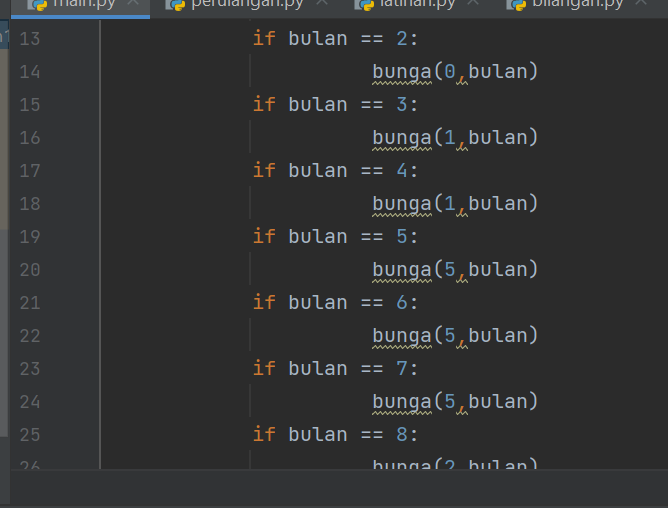 main.py perulangan.py latihan.py bilangan.py
13 if bulan == 2:
14 bunga(0,bulan)
15 if bulan == 3:
16 bunga(1,bulan)
17 if bulan == 4:
18 bunga(1,bulan)
19 if bulan == 5:
20 bunga(5,bulan)
21 if bulan == 6:
22 bunga(5,bulan)
23 if bulan == 7:
24 bunga(5,bulan)
25 if bulan == 8:
26 bunga(2,bulan)